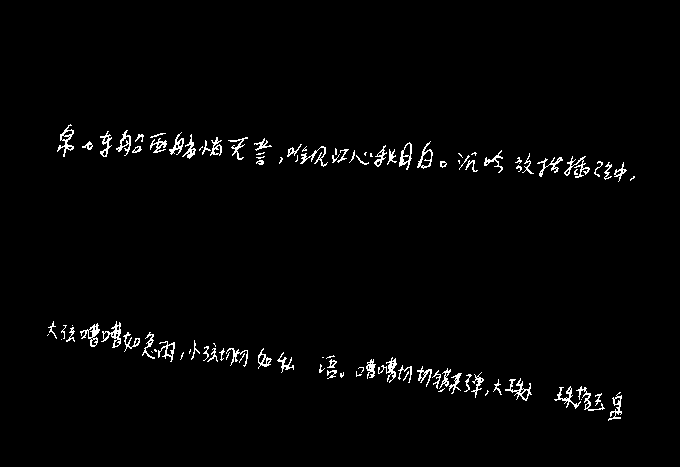 帛。东船西舫悄无言,唯见江心秋月白。沉吟放拨插弦中,
大弦嘈嘈如急雨,小弦切切如私语。嘈嘈切切错杂弹,大珠小珠落玉盘